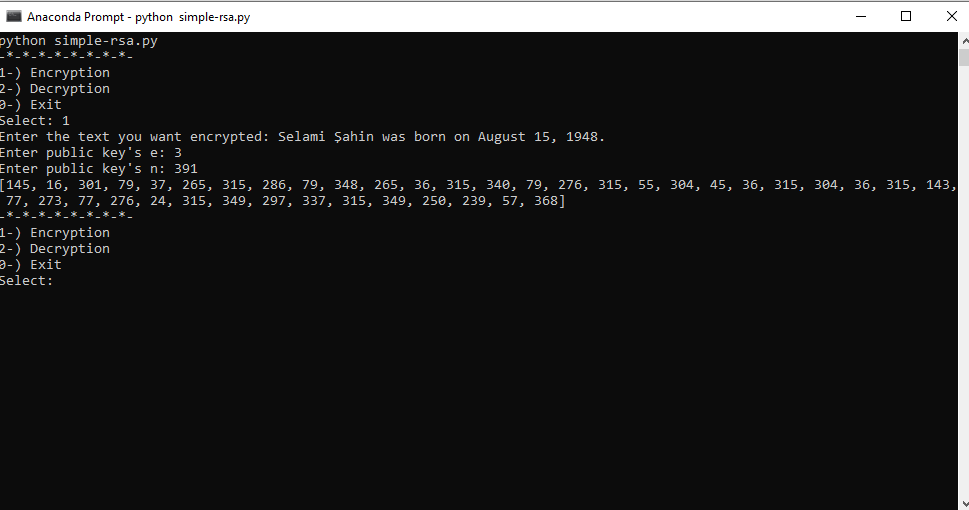 Anaconda Prompt - python  simple-rsa.py
python simple-rsa.py
-*-*-*-*-*-*-*-*-
1-) Encryption
2-) Decryption
0-) Exit
Select: 1
Enter the text you want encrypted: Selami Şahin was born on August 15, 1948.
Enter public key's e: 3
Enter public key's n: 391
[145, 16, 301, 79, 37, 265, 315, 286, 79, 348, 265, 36, 315, 340, 79, 276, 315, 55, 304, 45, 36, 315, 304, 36, 315, 143,
77, 273, 77, 276, 24, 315, 349, 297, 337, 315, 349, 250, 239, 57, 368]
-*-*-*-*-*-*-*-*-
1-) Encryption
2-) Decryption
0-) Exit
Select: